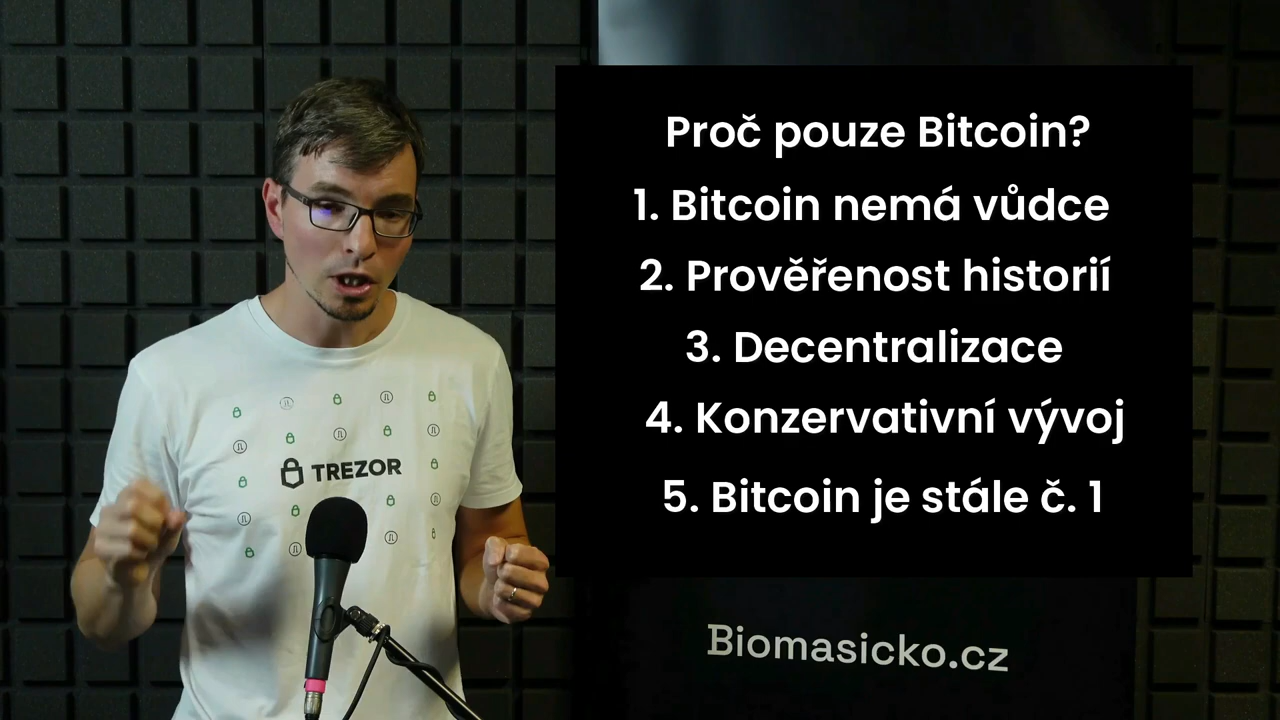 Proč pouze Bitcoin?
1. Bitcoin nemá vůdce
2. Prověřenost historií
3. Decentralizace
4. Konzervativní vývoj
5. Bitcoin je stále č. 1
TREZOR
Biomasicko.cz